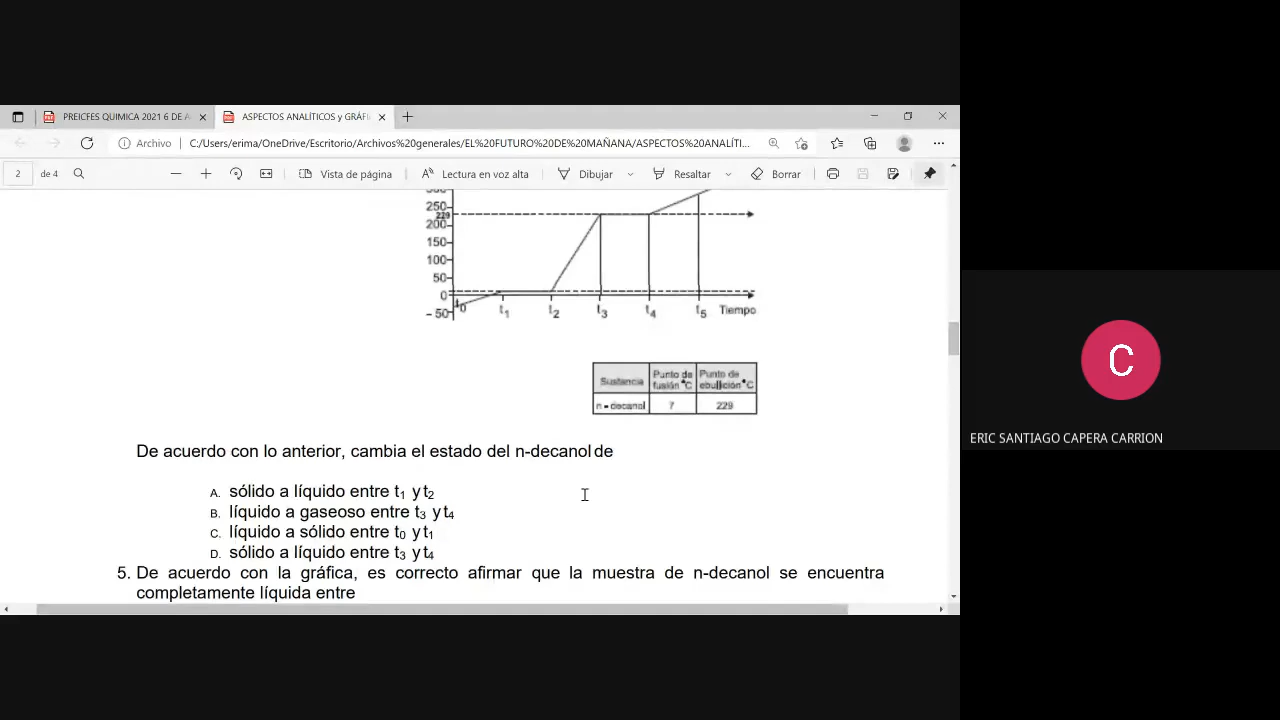 PREICFES QUIMICA 2021 6 DE A
ASPECTOS ANALÍTICOS y GRÁFI
Archivo
C:/Users/erima/OneDrive/Escritorio/Archivos%20generales/EL%20FUTURO%20DE%20MAÑANA/ASPECTOS%20ANALÍTI...
2 de 4
Vista de página
Lectura en voz alta
Dibujar
Resaltar
Borrar
250
229
200
150
100
50
0
- 50
t0 t1 t2 t3 t4 t5 Tiempo
Sustancia Punto de fusión °C Punto de ebullición °C
n - decanol 7 229
De acuerdo con lo anterior, cambia el estado del n-decanol de
A. sólido a líquido entre t1 y t2
B. líquido a gaseoso entre t3 y t4
C. líquido a sólido entre t0 y t1
D. sólido a líquido entre t3 y t4
5. De acuerdo con la gráfica, es correcto afirmar que la muestra de n-decanol se encuentra
completamente líquida entre
C
ERIC SANTIAGO CAPERA CARRION